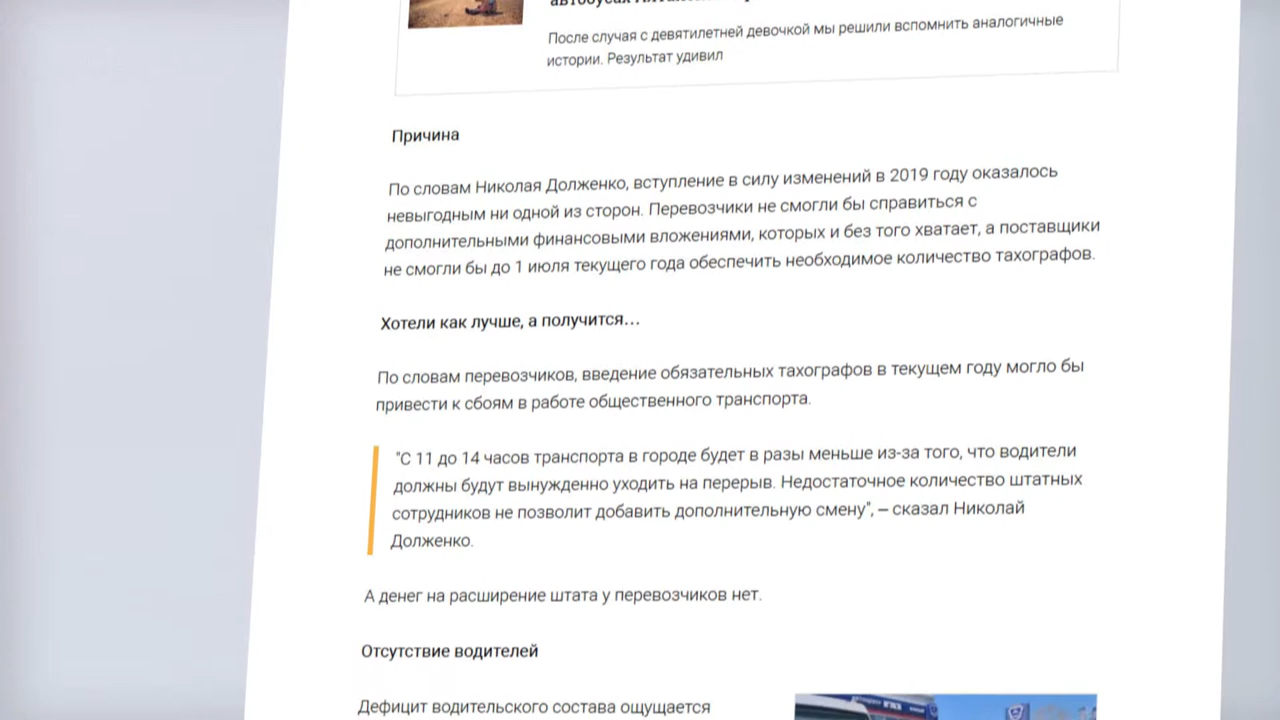 После случая с девятилетней девочкой мы решили вспомнить аналогичные
истории. Результат удивил
Причина
По словам Николая Долженко, вступление в силу изменений в 2019 году оказалось
невыгодным ни одной из сторон. Перевозчики не смогли бы справиться с
дополнительными финансовыми вложениями, которых и без того хватает, а поставщики
не смогли бы до 1 июля текущего года обеспечить необходимое количество тахографов.
Хотели как лучше, а получится...
По словам перевозчиков, введение обязательных тахографов в текущем году могло бы
привести к сбоям в работе общественного транспорта.
"С 11 до 14 часов транспорта в городе будет в разы меньше из-за того, что водители
должны будут вынужденно уходить на перерыв. Недостаточное количество штатных
сотрудников не позволит добавить дополнительную смену", – сказал Николай
Долженко.
А денег на расширение штата у перевозчиков нет.
Отсутствие водителей
Дефицит водительского состава ощущается